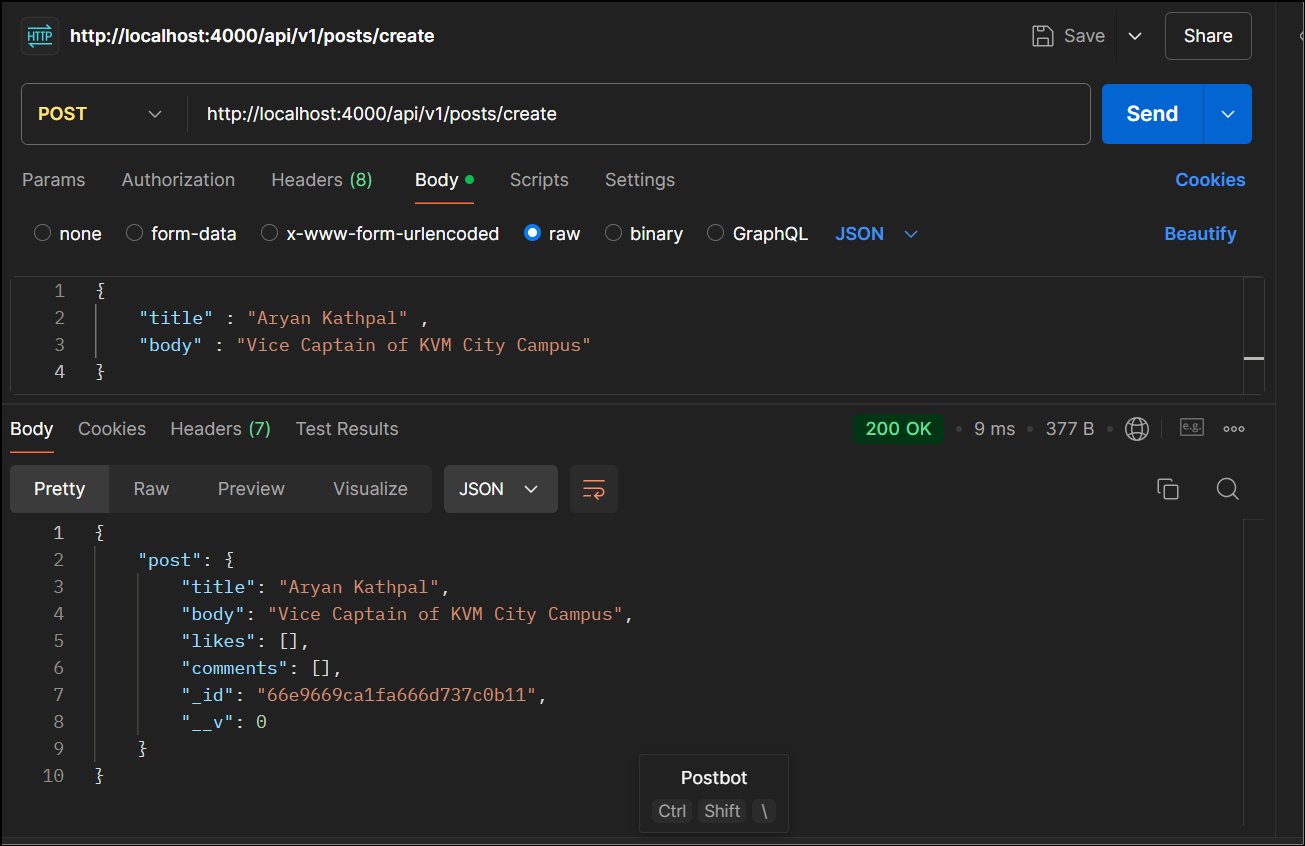 HTTP http://localhost:4000/api/v1/posts/create Save Share
POST http://localhost:4000/api/v1/posts/create Send
Params Authorization Headers (8) Body Scripts Settings Cookies
none form-data x-www-form-urlencoded raw binary GraphQL JSON Beautify
1 {
2 "title" : "Aryan Kathpal" ,
3 "body" : "Vice Captain of KVM City Campus"
4 }
Body Cookies Headers (7) Test Results 200 OK 9 ms 377 B e.g.
Pretty Raw Preview Visualize JSON
1 {
2 "post": {
3 "title": "Aryan Kathpal",
4 "body": "Vice Captain of KVM City Campus",
5 "likes": [],
6 "comments": [],
7 "_id": "66e9669ca1fa666d737c0b11",
8 "__v": 0
9 }
10 }
Postbot
Ctrl Shift \